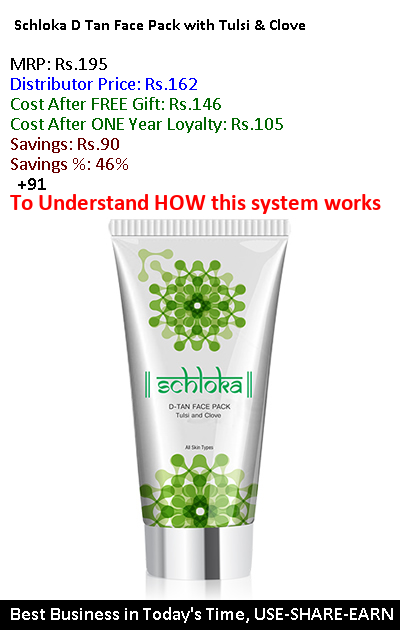 Schloka D Tan Face Pack with Tulsi & Clove
MRP: Rs.195
Distributor Price: Rs.162
Cost After FREE Gift: Rs.146
Cost After ONE Year Loyalty: Rs.105
Savings: Rs.90
Savings %: 46%
+91
To Understand HOW this system works
schloka
D-TAN FACE PACK
Tulsi and Clove
All Skin Types
Best Business in Today's Time, USE-SHARE-EARN